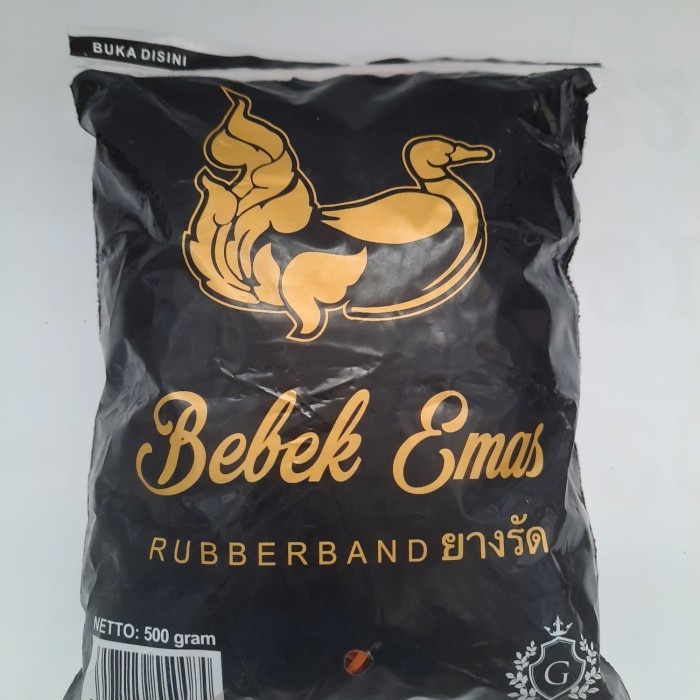 BUKA DISINI
Bebek Emas
RUBBERBAND ยางรัด
NETTO: 500 gram
G